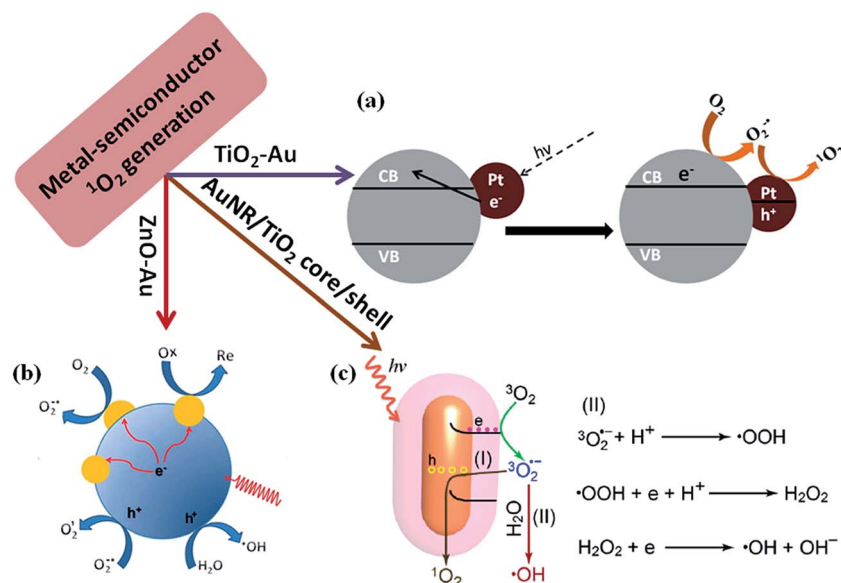 Metal-semiconductor
¹O₂ generation
TiO₂-Au
AuNR/TiO₂ core/shell
ZnO-Au
(a)
CB
VB
Pt
e⁻
hν
O₂
O₂⁻•
¹O₂
CB
e⁻
VB
Pt
h⁺
(b)
O₂
O₂⁻•
Ox
Re
e⁻
h⁺
h⁺
O₂'
O₂⁻•
H₂O
•OH
hν
(c)
³O₂
e
h
(I)
³O₂•⁻
H₂O
(II)
¹O₂
•OH
(II)
³O₂•⁻ + H⁺ → •OOH
•OOH + e + H⁺ → H₂O₂
H₂O₂ + e → •OH + OH⁻